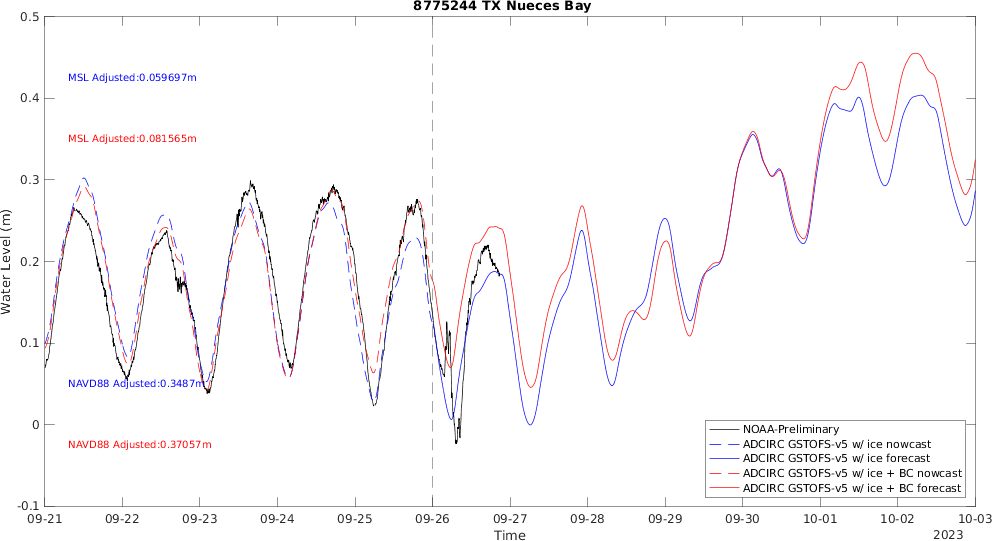 8775244 TX Nueces Bay
0.5
0.4
0.3
0.2
0.1
0
-0.1
Water Level (m)
MSL Adjusted:0.059697m
MSL Adjusted:0.081565m
NAVD88 Adjusted:0.3487m
NAVD88 Adjusted:0.37057m
NOAA-Preliminary
ADCIRC GSTOFS-v5 w/ ice nowcast
ADCIRC GSTOFS-v5 w/ ice forecast
ADCIRC GSTOFS-v5 w/ ice + BC nowcast
ADCIRC GSTOFS-v5 w/ ice + BC forecast
09-21 09-22 09-23 09-24 09-25 09-26 09-27 09-28 09-29 09-30 10-01 10-02 10-03
Time
2023